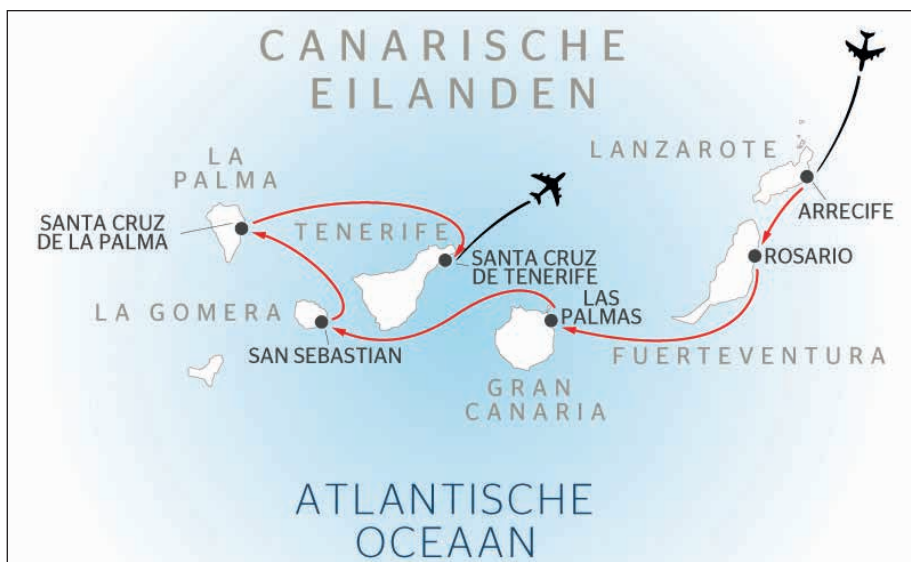 CANARISCHE
EILANDEN
LANZAROTE
LA
PALMA
ARRECIFE
SANTA CRUZ
DE LA PALMA
TENERIFE
SANTA CRUZ
DE TENERIFE
ROSARIO
LA GOMERA
LAS
PALMAS
SAN SEBASTIAN
FUERTEVENTURA
GRAN
CANARIA
ATLANTISCHE
OCEAAN